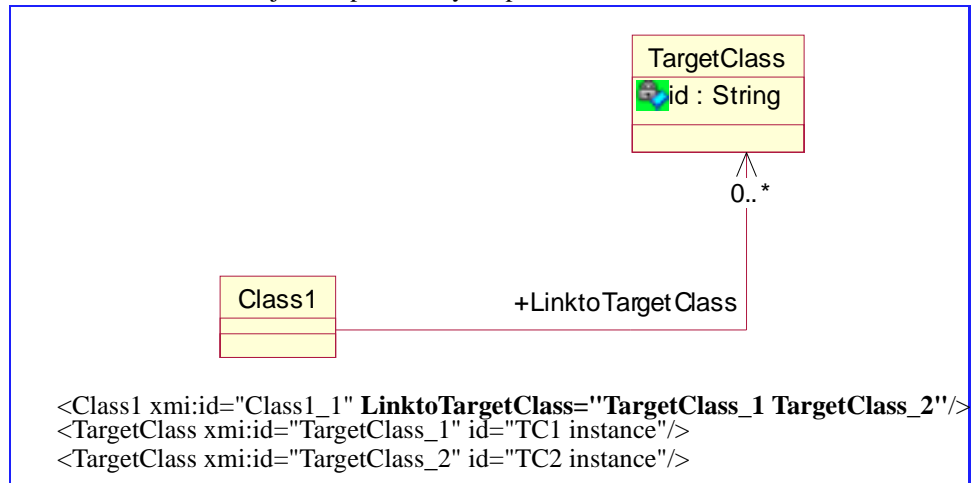 TargetClass
id : String
0..*
Class1
+LinktoTargetClass
<Class1 xmi:id="Class1_1" LinktoTargetClass="TargetClass_1 TargetClass_2"/>
<TargetClass xmi:id="TargetClass_1" id="TC1 instance"/>
<TargetClass xmi:id="TargetClass_2" id="TC2 instance"/>